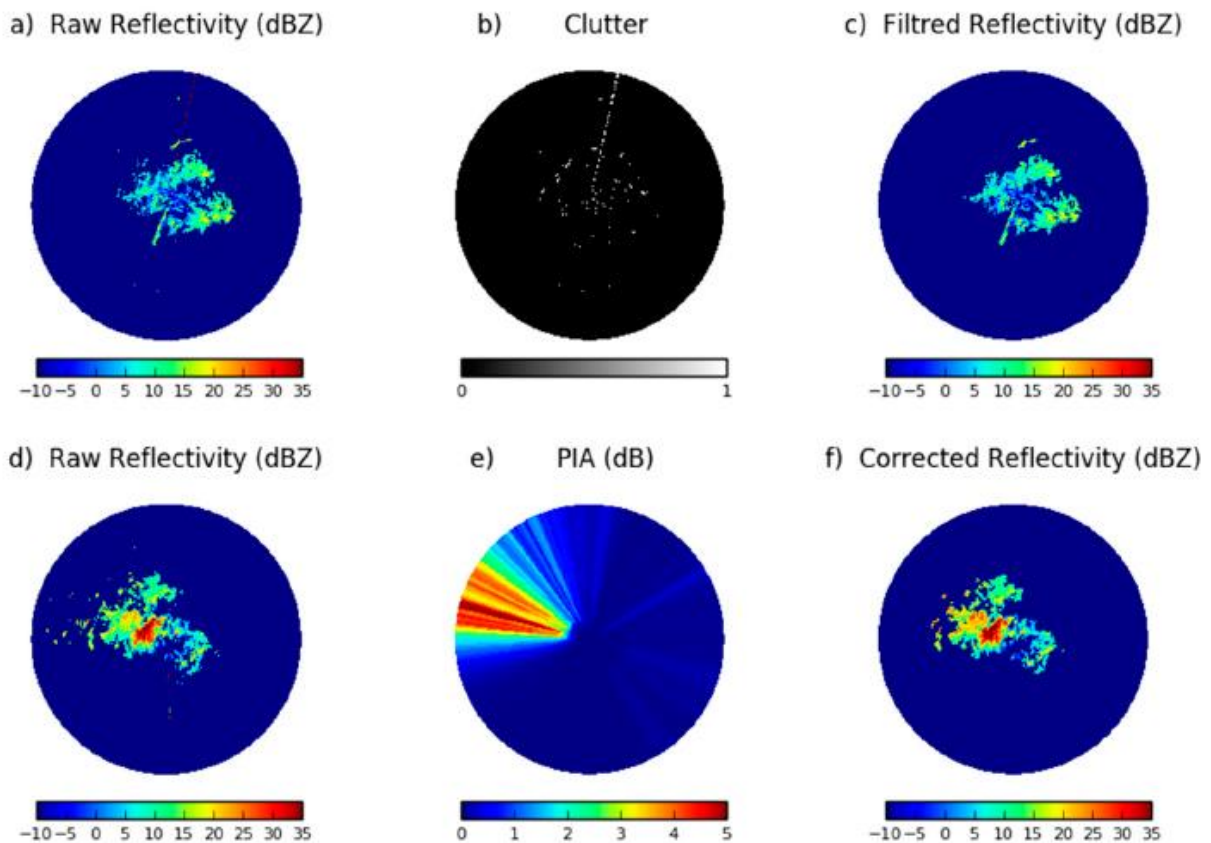 a) Raw Reflectivity (dBZ)
b) Clutter
c) Filtred Reflectivity (dBZ)
−10 −5 0 5 10 15 20 25 30 35
0 1
−10 −5 0 5 10 15 20 25 30 35
d) Raw Reflectivity (dBZ)
e) PIA (dB)
f) Corrected Reflectivity (dBZ)
−10 −5 0 5 10 15 20 25 30 35
0 1 2 3 4 5
−10 −5 0 5 10 15 20 25 30 35